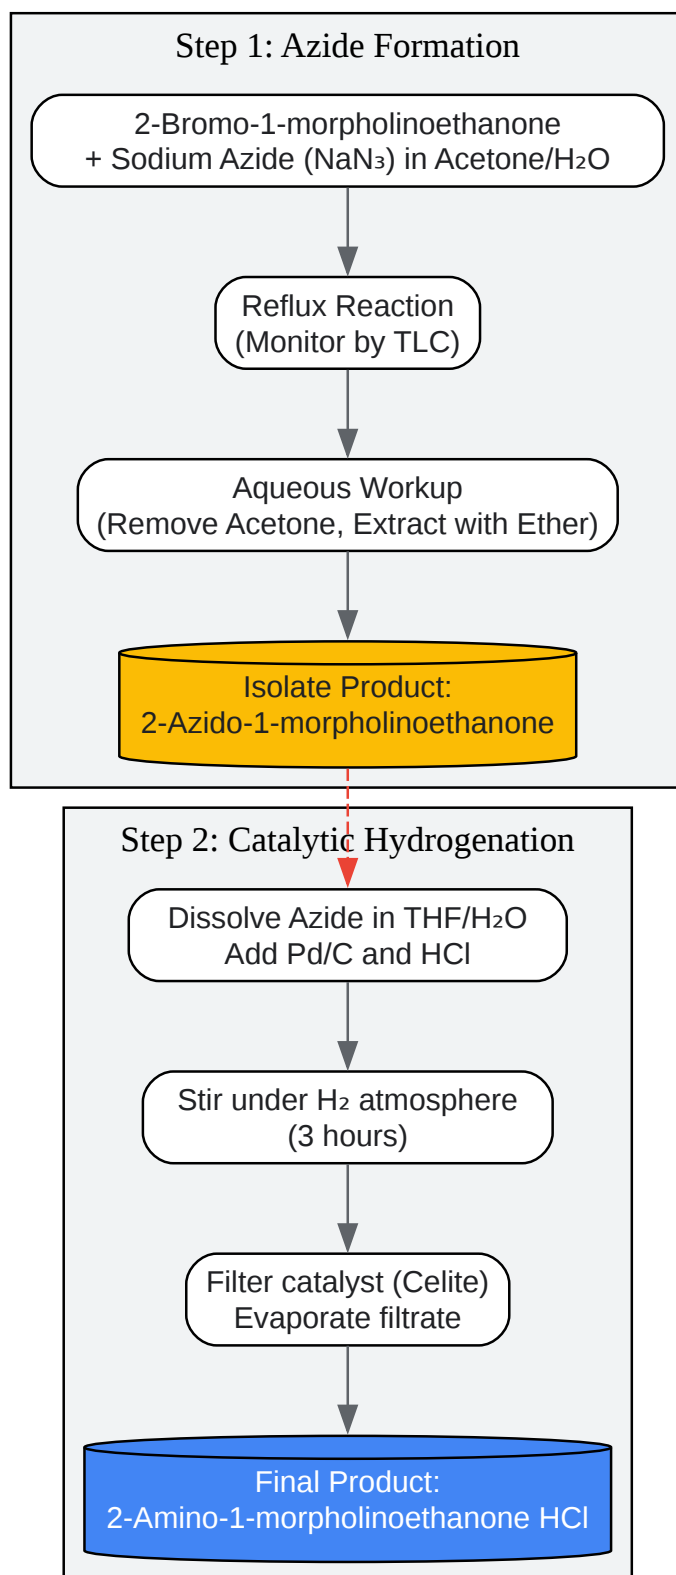 Step 1: Azide Formation
2-Bromo-1-morpholinoethanone
+ Sodium Azide (NaN₃) in Acetone/H₂O
Reflux Reaction
(Monitor by TLC)
Aqueous Workup
(Remove Acetone, Extract with Ether)
Isolate Product:
2-Azido-1-morpholinoethanone
Step 2: Catalytic Hydrogenation
Dissolve Azide in THF/H₂O
Add Pd/C and HCl
Stir under H₂ atmosphere
(3 hours)
Filter catalyst (Celite)
Evaporate filtrate
Final Product:
2-Amino-1-morpholinoethanone HCl